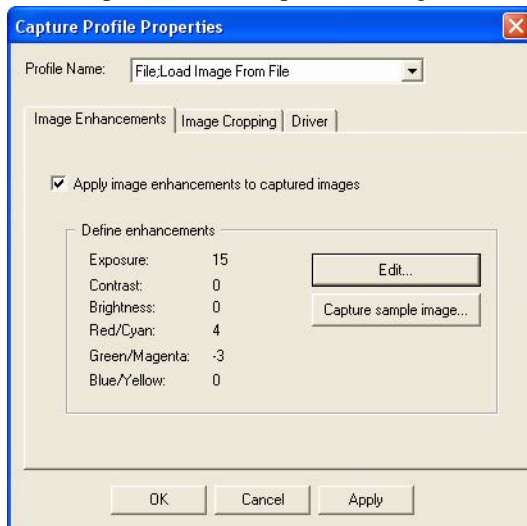 Capture Profile Properties
Profile Name: File;Load Image From File
Image Enhancements Image Cropping Driver
Apply image enhancements to captured images
Define enhancements
Exposure: 15
Edit...
Contrast: 0
Brightness: 0
Capture sample image...
Red/Cyan: 4
Green/Magenta: -3
Blue/Yellow: 0
OK Cancel Apply